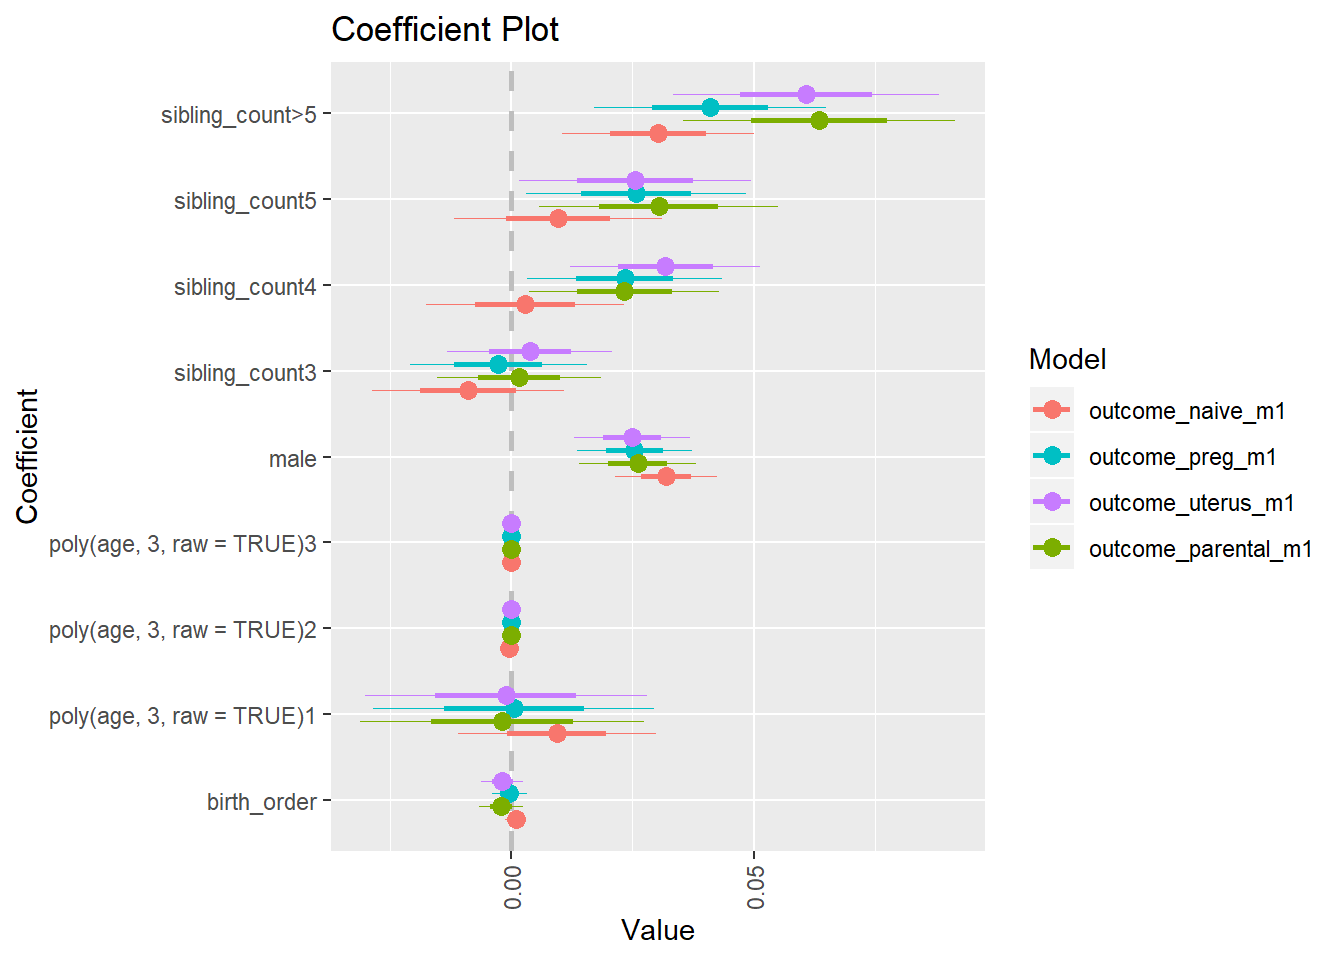 Coefficient Plot
sibling_count>5
sibling_count5
sibling_count4
sibling_count3
male
poly(age, 3, raw = TRUE)3
poly(age, 3, raw = TRUE)2
poly(age, 3, raw = TRUE)1
birth_order
Coefficient
0.00
0.05
Value
Model
outcome_naive_m1
outcome_preg_m1
outcome_uterus_m1
outcome_parental_m1